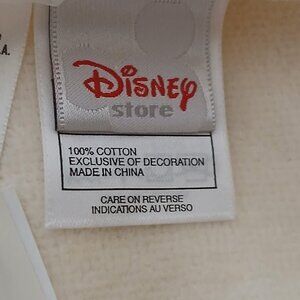 A.
Disney
store
100% COTTON
EXCLUSIVE OF DECORATION
MADE IN CHINA
CARE ON REVERSE
INDICATIONS AU VERSO